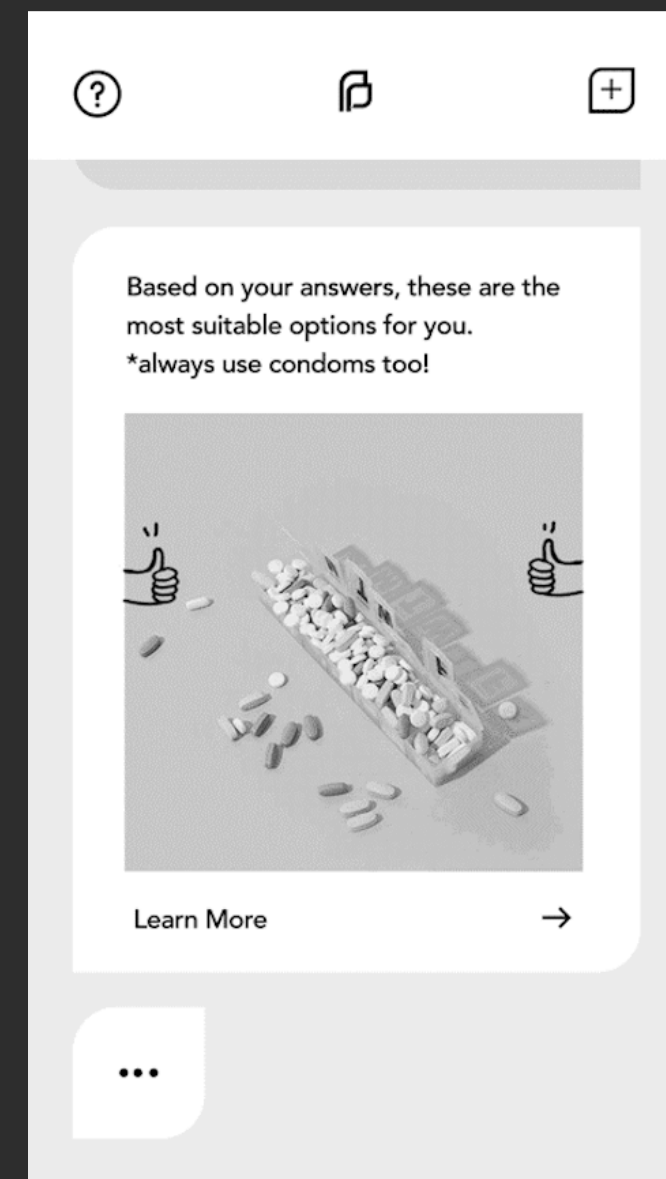 ?
Based on your answers, these are the
most suitable options for you.
*always use condoms too!
Learn More